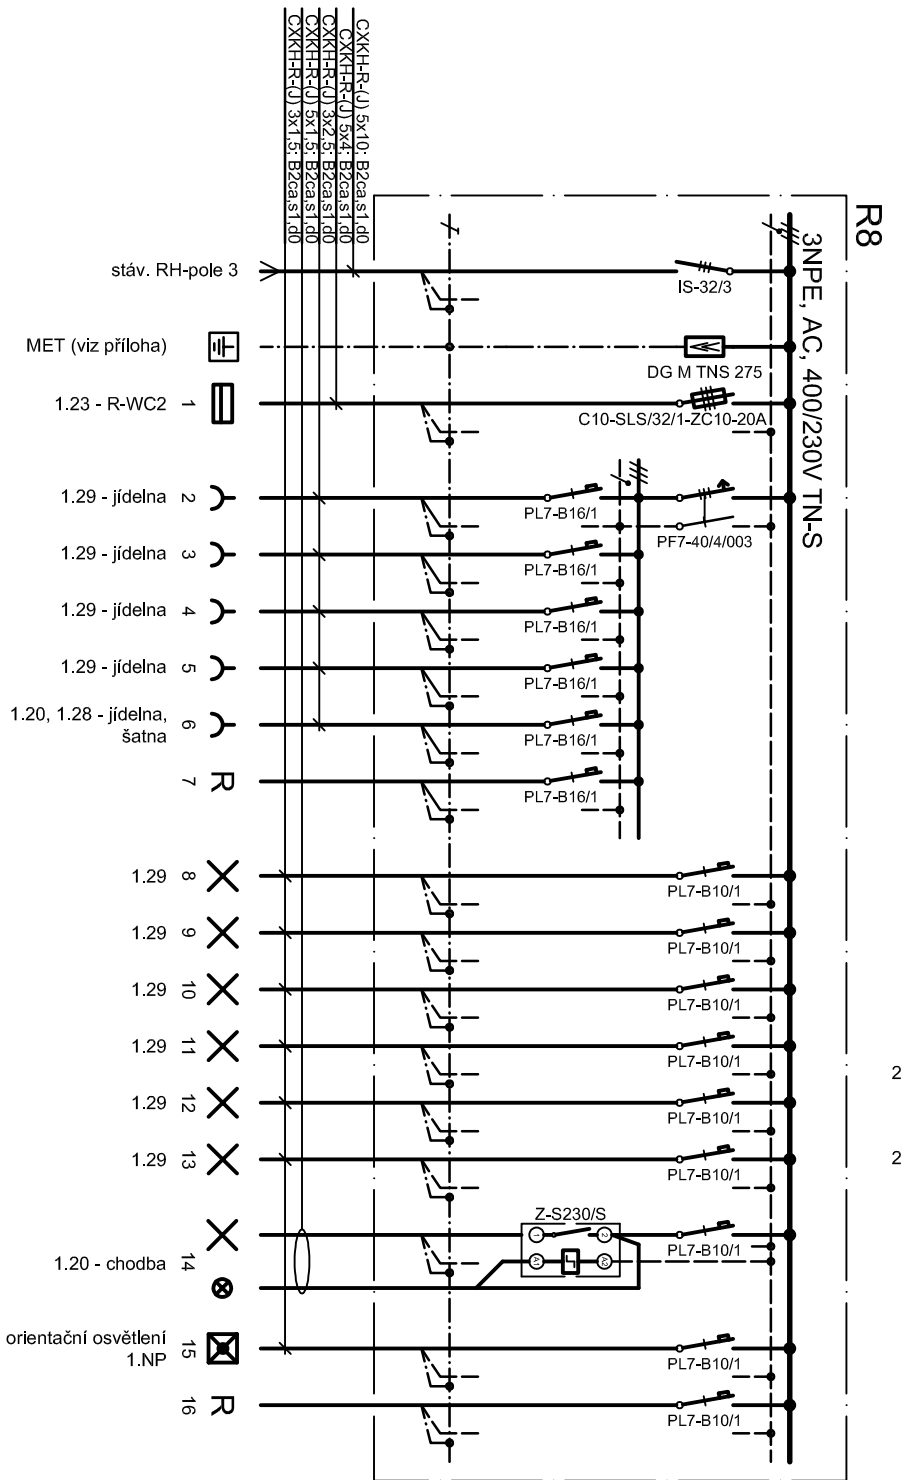 R8
3NPE, AC, 400/230V TN-S
CXKH-R-(J) 5x10; B2ca,s1,d0
CXKH-R-(J) 5x4; B2ca,s1,d0
CXKH-R-(J) 3x2,5; B2ca,s1,d0
CXKH-R-(J) 5x1,5; B2ca,s1,d0
CXKH-R-(J) 3x1,5; B2ca,s1,d0
stáv. RH-pole 3
IS-32/3
MET (viz příloha)
DG M TNS 275
1.23 - R-WC2 1
C10-SLS/32/1-ZC10-20A
1.29 - jídelna 2
PL7-B16/1
PF7-40/4/003
1.29 - jídelna 3
PL7-B16/1
1.29 - jídelna 4
PL7-B16/1
1.29 - jídelna 5
PL7-B16/1
1.20, 1.28 - jídelna,
šatna
6
PL7-B16/1
7 R
PL7-B16/1
1.29 8
PL7-B10/1
1.29 9
PL7-B10/1
1.29 10
PL7-B10/1
1.29 11
PL7-B10/1
2
1.29 12
PL7-B10/1
1.29 13
PL7-B10/1
2
Z-S230/S
1 2
PL7-B10/1
1.20 - chodba 14
A1 A2
orientační osvětlení
1.NP
15
PL7-B10/1
16 R
PL7-B10/1